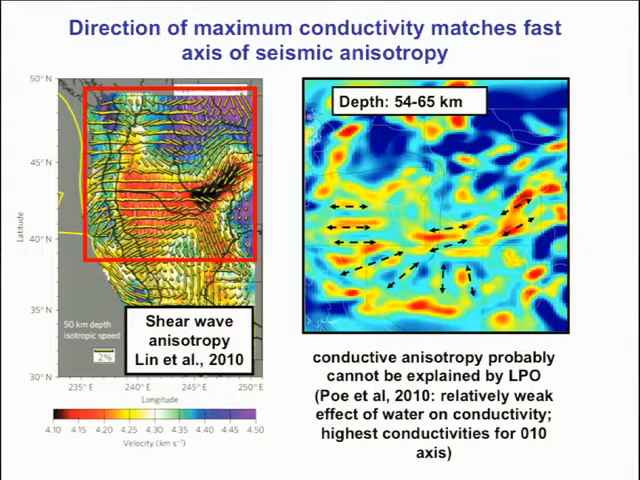 Direction of maximum conductivity matches fast
axis of seismic anisotropy
50° N
45° N
40° N
35° N
30° N
Latitude
50 km depth
isotropic speed
2%
Shear wave
anisotropy
Lin et al., 2010
235° E
240° E
245° E
250° E
Longitude
4.10 4.15 4.20 4.25 4.30 4.35 4.40 4.45 4.50
Velocity (km s⁻¹)
Depth: 54-65 km
conductive anisotropy probably
cannot be explained by LPO
(Poe et al, 2010: relatively weak
effect of water on conductivity;
highest conductivities for 010
axis)